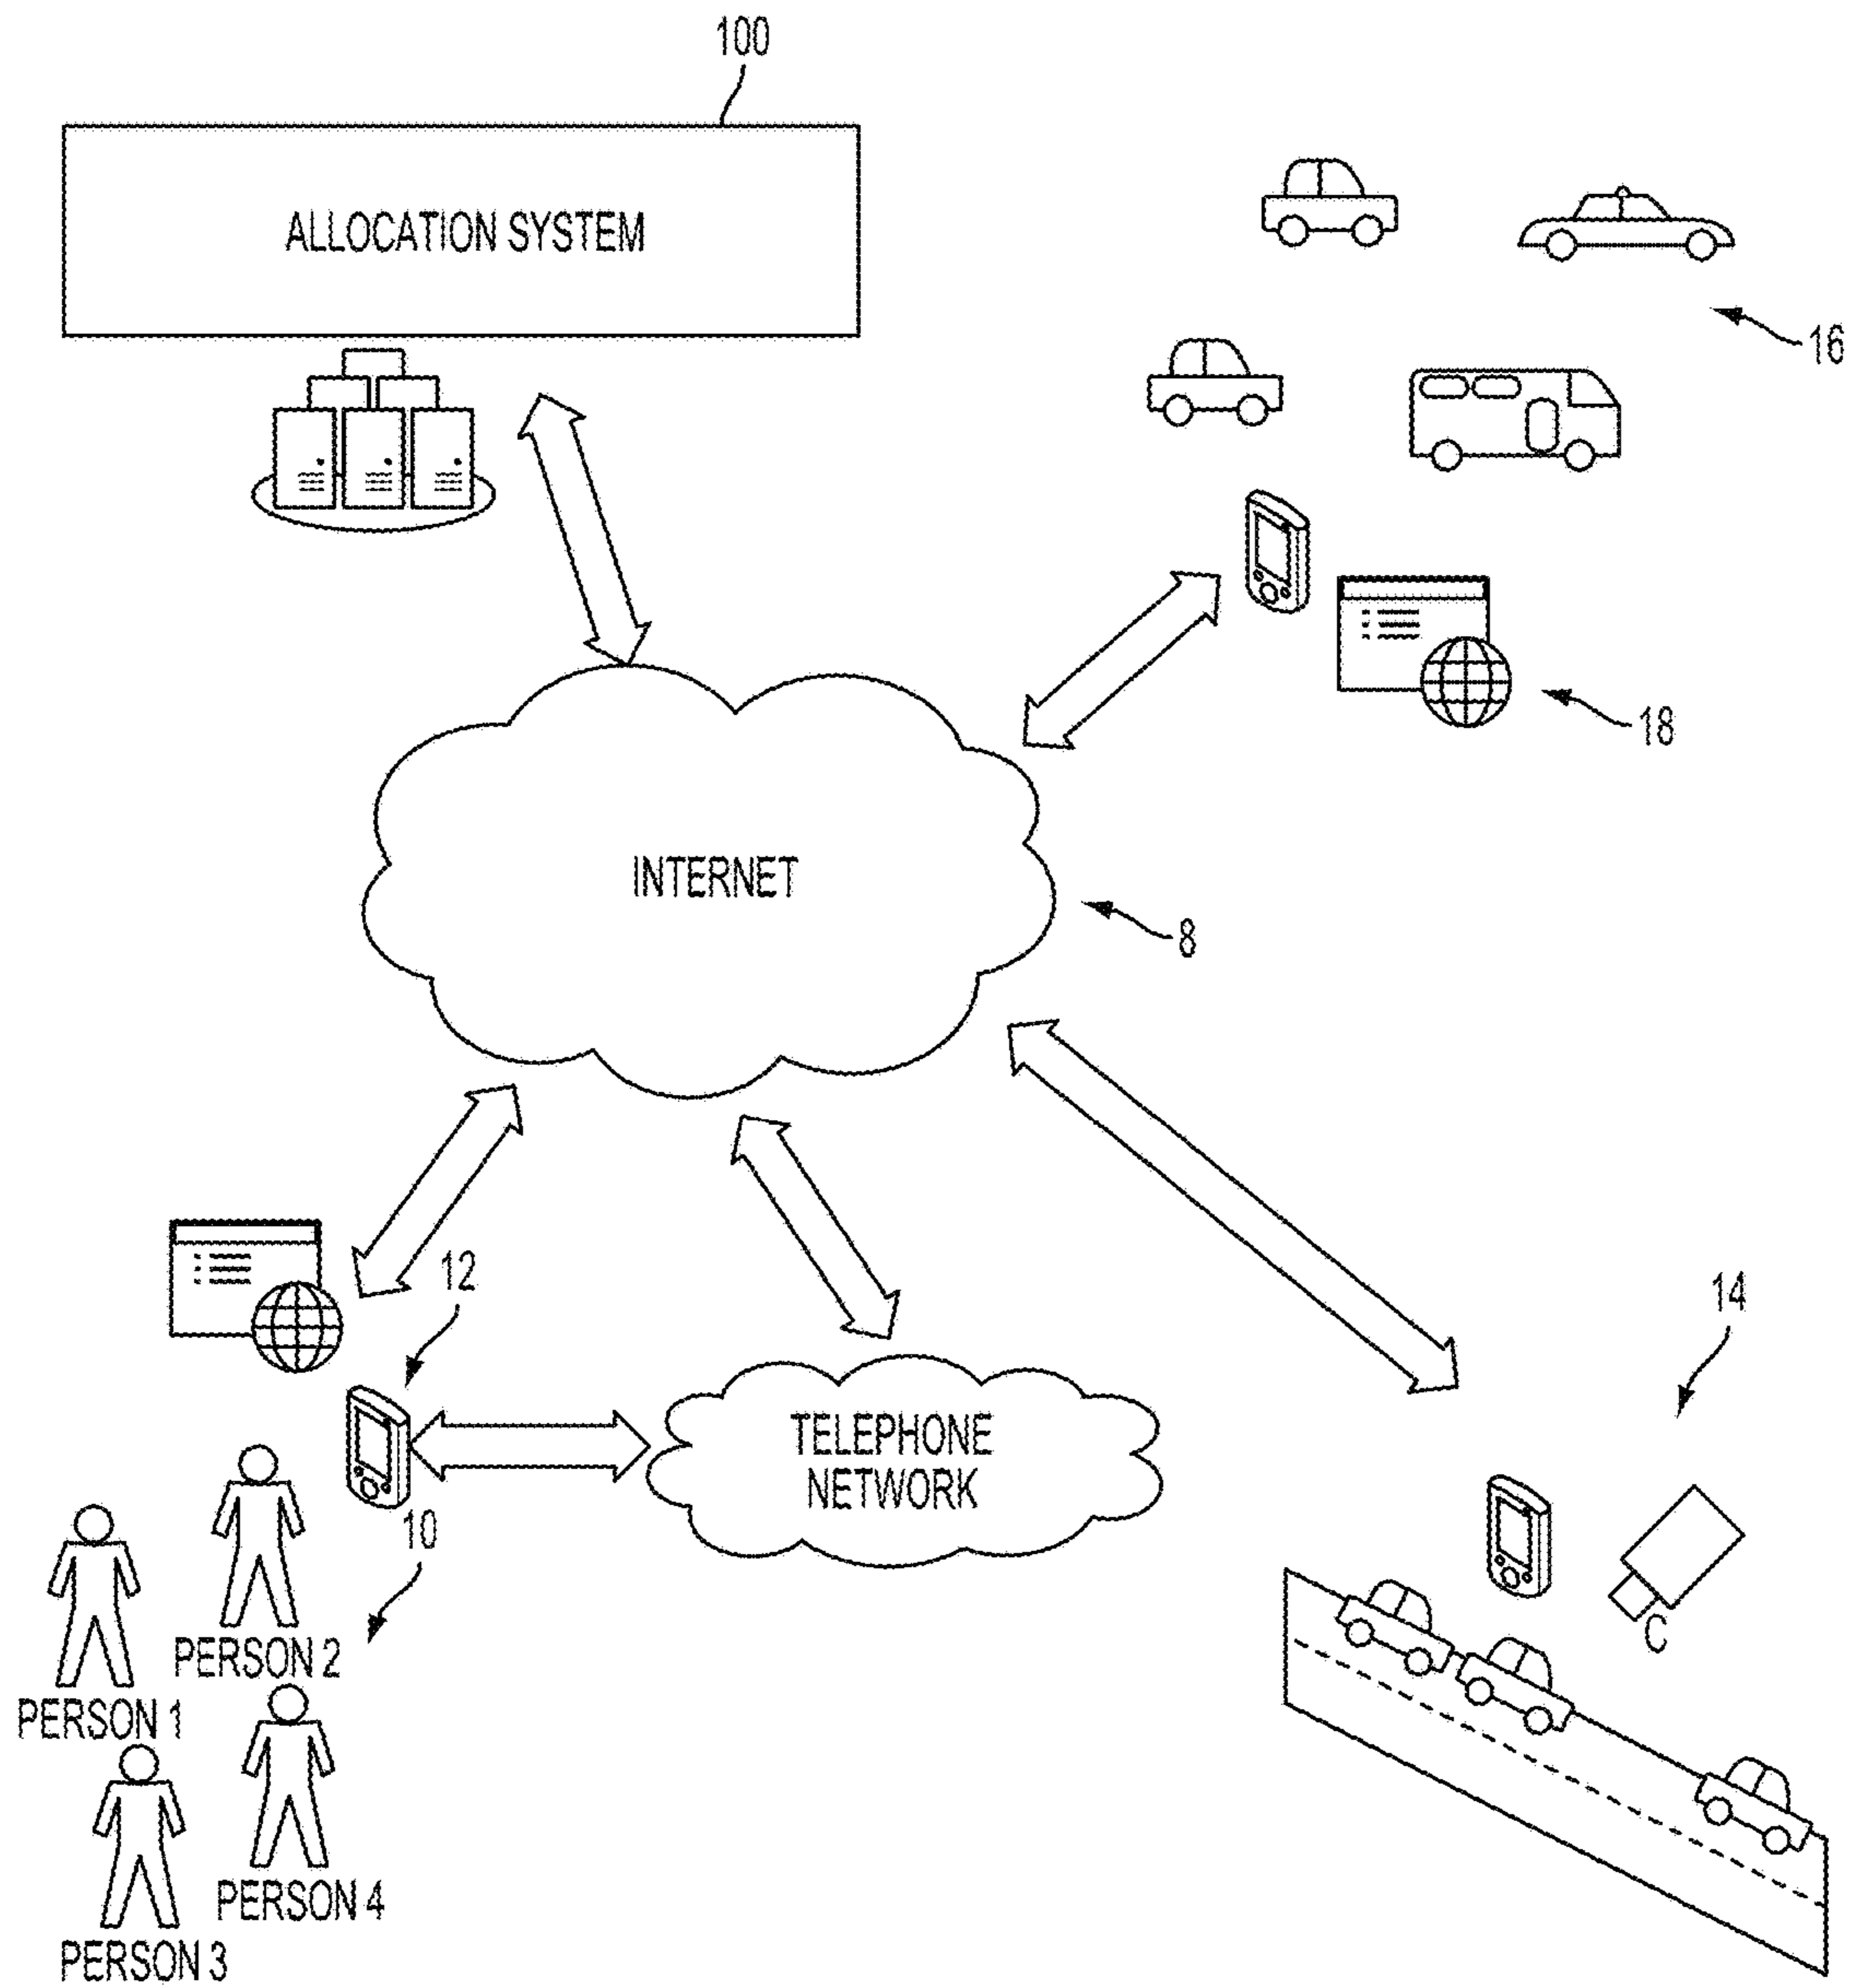 100
ALLOCATION SYSTEM
16
18
INTERNET
8
12
14
TELEPHONE
NETWORK
10
C
PERSON 2
PERSON 1
PERSON 4
PERSON 3